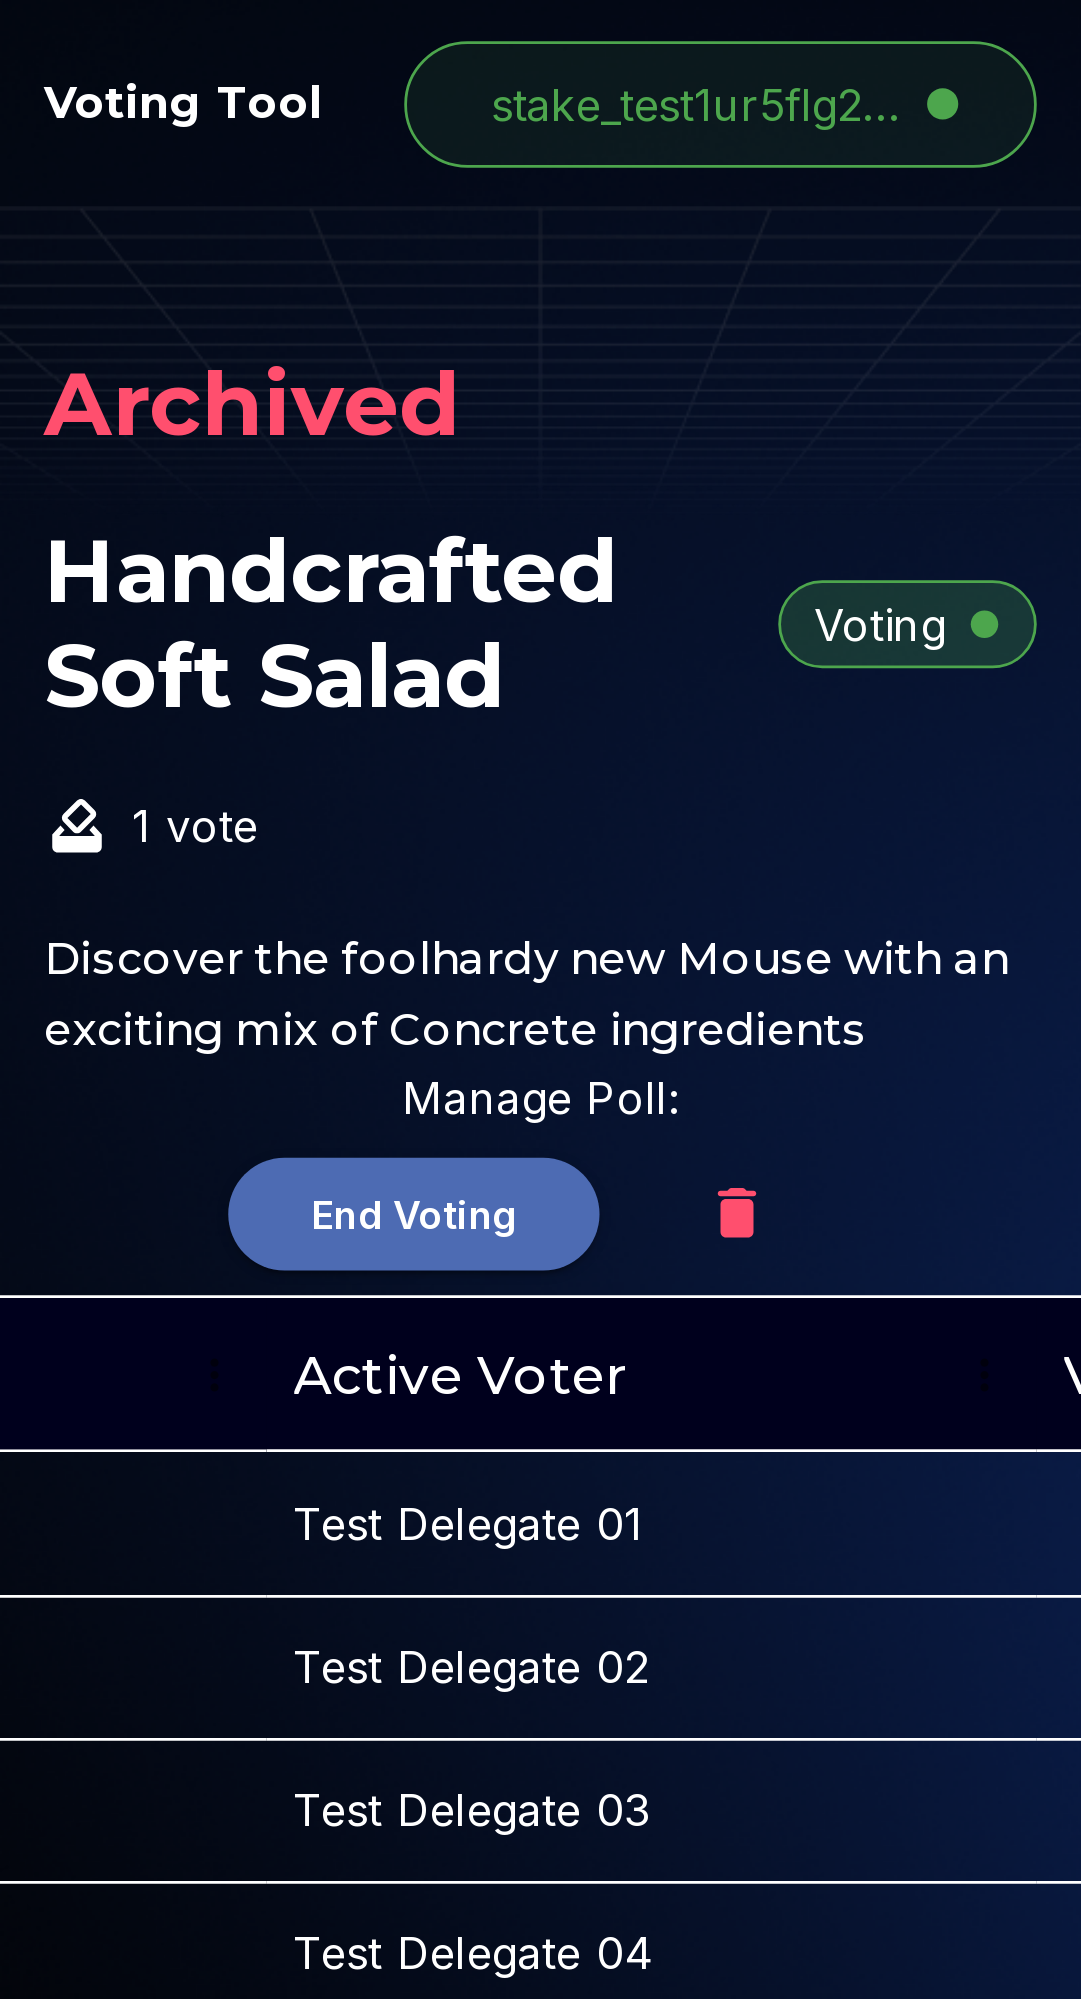 Voting Tool
stake_test1ur5flg2...
Archived
Handcrafted
Soft Salad
Voting
1 vote
Discover the foolhardy new Mouse with an
exciting mix of Concrete ingredients
Manage Poll:
End Voting
Active Voter
Test Delegate 01
Test Delegate 02
Test Delegate 03
Test Delegate 04